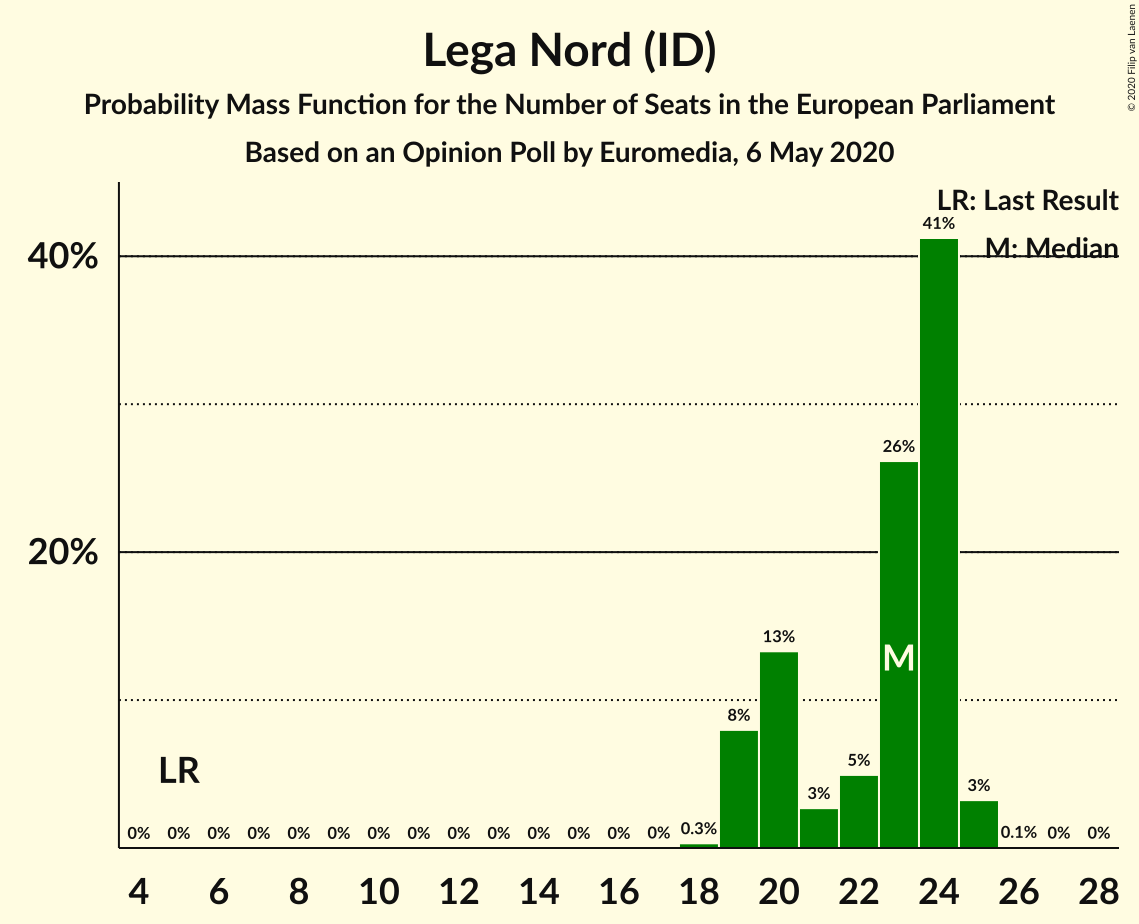 Lega Nord (ID)
Probability Mass Function for the Number of Seats in the European Parliament
Based on an Opinion Poll by Euromedia, 6 May 2020
© 2020 Filip van Laenen
LR: Last Result
M: Median
40%
20%
41%
26%
M
13%
8%
5%
3%
3%
LR
0% 0% 0% 0% 0% 0% 0% 0% 0% 0% 0% 0% 0% 0% 0.3% 0.1% 0% 0%
4 6 8 10 12 14 16 18 20 22 24 26 28